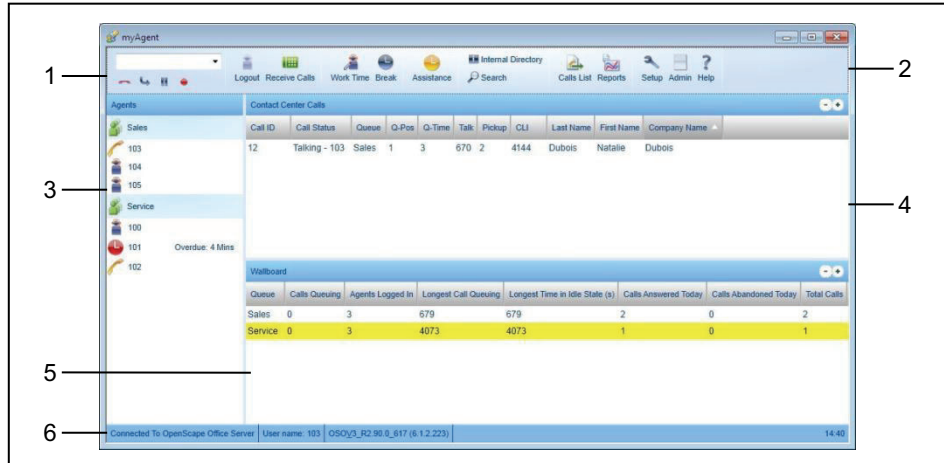 myAgent
1
2
Logout Receive Calls Work Time Break Assistance Internal Directory Search Calls List Reports Setup Admin Help
Agents
Contact Center Calls
Sales
Call ID Call Status Queue Q-Pos Q-Time Talk Pickup CLI Last Name First Name Company Name
103
12 Talking - 103 Sales 1 3 670 2 4144 Dubois Natalie Dubois
104
3
105
4
Service
100
101 Overdue: 4 Mins
102
Wallboard
Queue Calls Queuing Agents Logged In Longest Call Queuing Longest Time in Idle State (s) Calls Answered Today Calls Abandoned Today Total Calls
Sales 0 3 679 679 2 0 2
Service 0 3 4073 4073 1 0 1
5
6
Connected To OpenScape Office Server User name: 103 OSOV3_R2.90.0_617 (6.1.2.223) 14:40